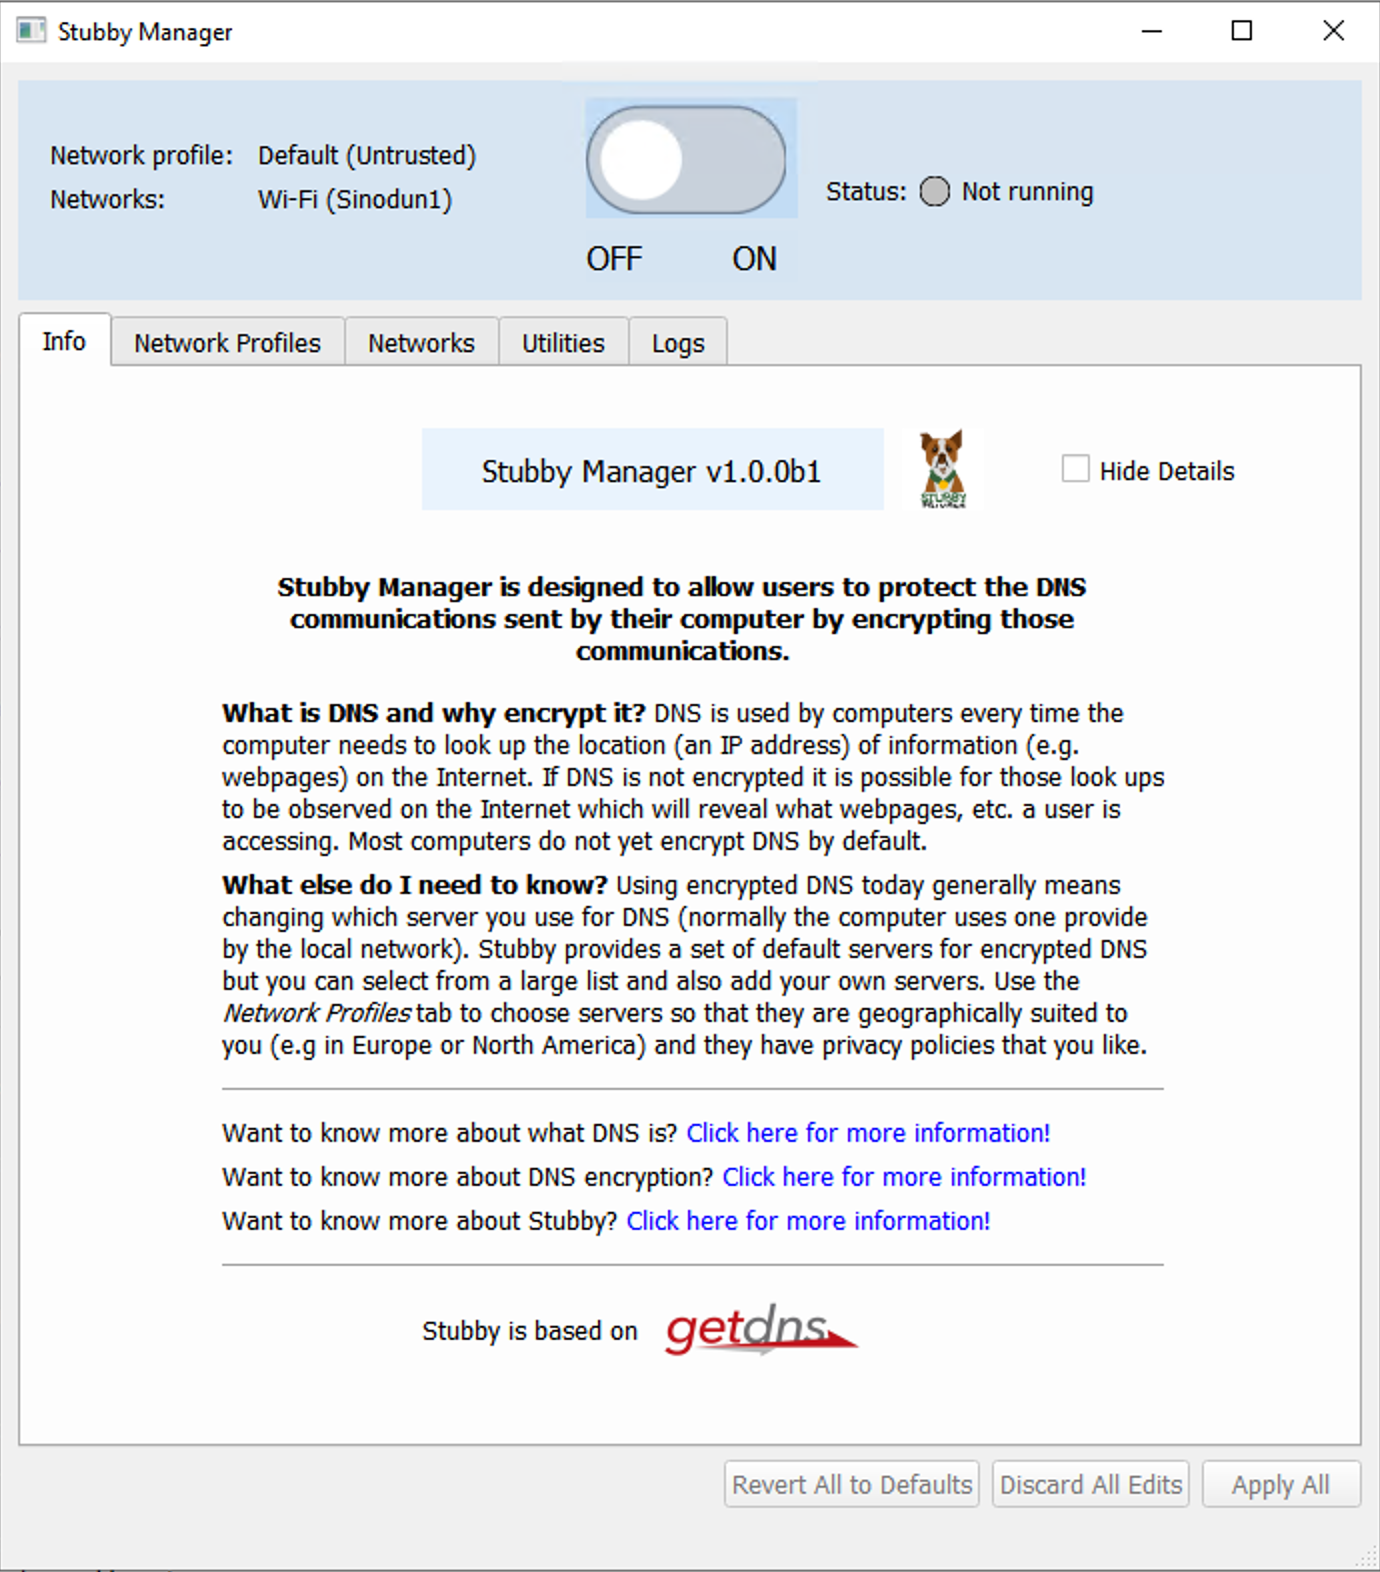 Stubby Manager
Network profile: Default (Untrusted)
Networks: Wi-Fi (Sinodun1)
OFF ON
Status: Not running
Info Network Profiles Networks Utilities Logs
Stubby Manager v1.0.0b1
STUBBY
Hide Details
Stubby Manager is designed to allow users to protect the DNS
communications sent by their computer by encrypting those
communications.
What is DNS and why encrypt it? DNS is used by computers every time the
computer needs to look up the location (an IP address) of information (e.g.
webpages) on the Internet. If DNS is not encrypted it is possible for those look ups
to be observed on the Internet which will reveal what webpages, etc. a user is
accessing. Most computers do not yet encrypt DNS by default.
What else do I need to know? Using encrypted DNS today generally means
changing which server you use for DNS (normally the computer uses one provide
by the local network). Stubby provides a set of default servers for encrypted DNS
but you can select from a large list and also add your own servers. Use the
Network Profiles tab to choose servers so that they are geographically suited to
you (e.g in Europe or North America) and they have privacy policies that you like.
Want to know more about what DNS is? Click here for more information!
Want to know more about DNS encryption? Click here for more information!
Want to know more about Stubby? Click here for more information!
Stubby is based on getdns
Revert All to Defaults Discard All Edits Apply All